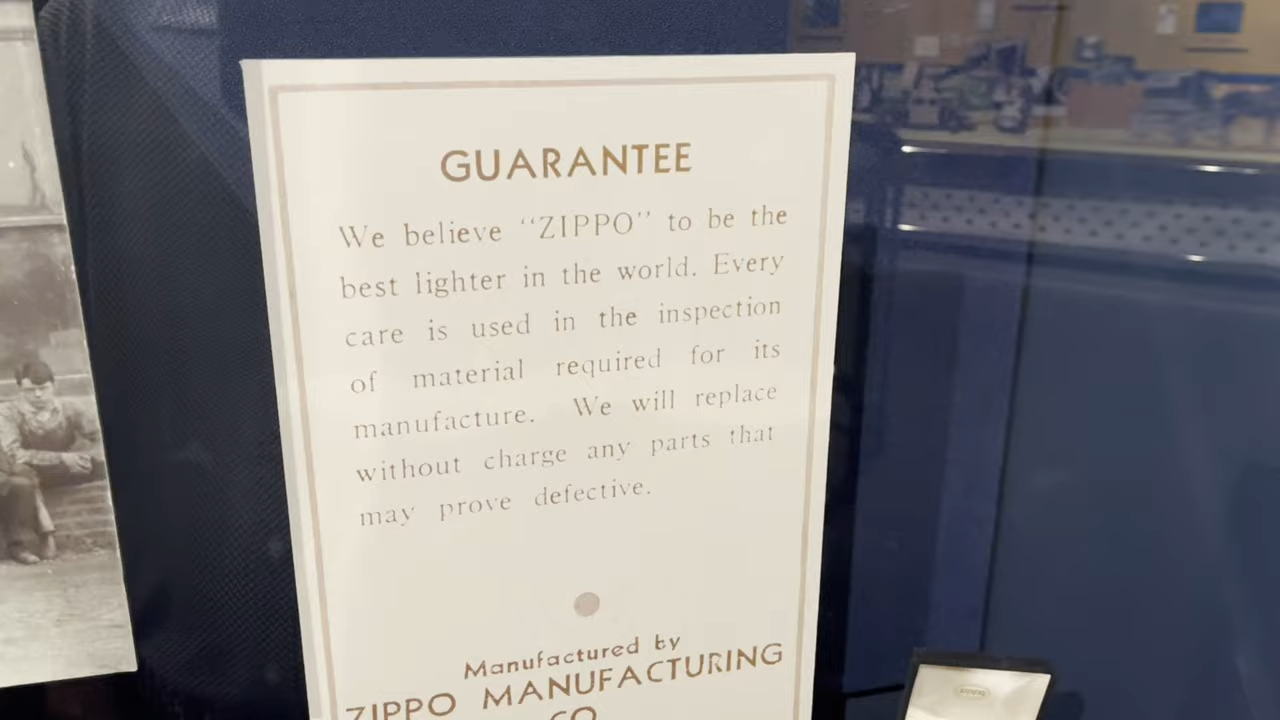 GUARANTEE
We believe "ZIPPO" to be the
best lighter in the world. Every
care is used in the inspection
of material required for its
manufacture. We will replace
without charge any parts that
may prove defective.
Manufactured by
ZIPPO MANUFACTURING
CO